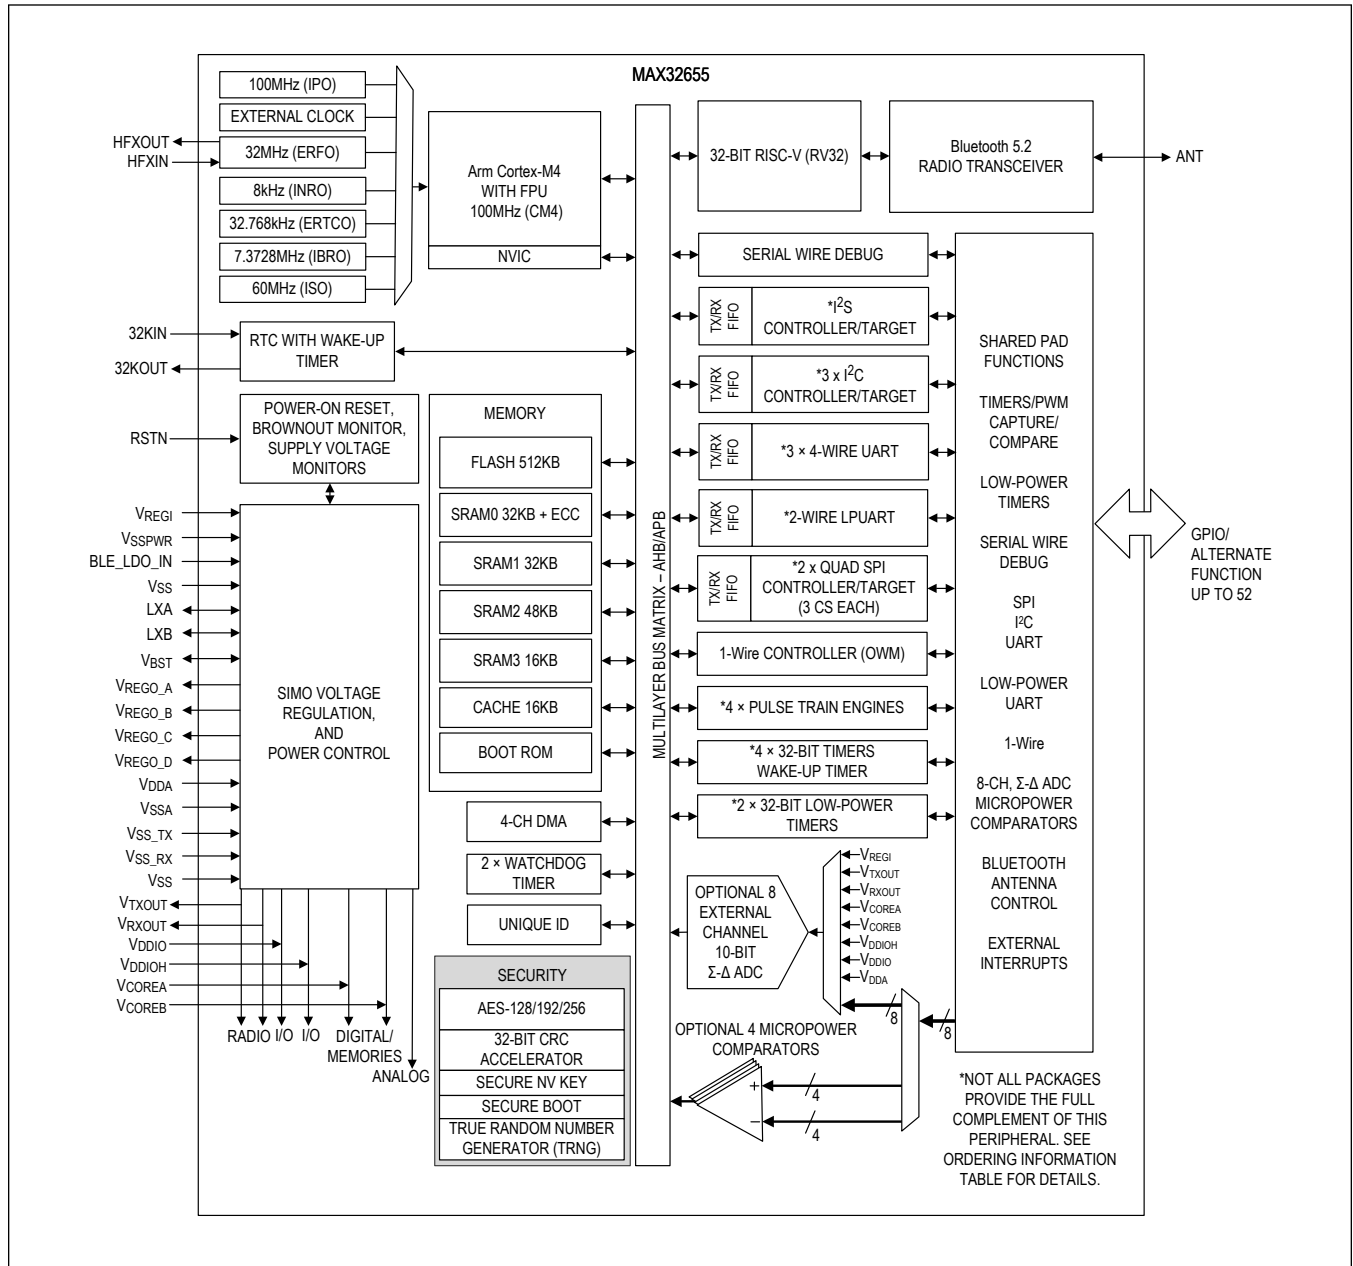 MAX32655
100MHz (IPO)
EXTERNAL CLOCK
HFXOUT
HFXIN
32MHz (ERFO)
8kHz (INRO)
32.768kHz (ERTCO)
7.3728MHz (IBRO)
60MHz (ISO)
Arm Cortex-M4
WITH FPU
100MHz (CM4)
NVIC
32KIN
32KOUT
RTC WITH WAKE-UP
TIMER
RSTN
POWER-ON RESET,
BROWNOUT MONITOR,
SUPPLY VOLTAGE
MONITORS
VREGI
VSSPWR
BLE_LDO_IN
VSS
LXA
LXB
VBST
VREGO_A
VREGO_B
VREGO_C
VREGO_D
VDDA
VSSA
VSS_TX
VSS_RX
VSS
VTXOUT
VRXOUT
VDDIO
VDDIOH
VCOREA
VCOREB
SIMO VOLTAGE
REGULATION,
AND
POWER CONTROL
RADIO
I/O
I/O
DIGITAL/
MEMORIES
ANALOG
MEMORY
FLASH 512KB
SRAM0 32KB + ECC
SRAM1 32KB
SRAM2 48KB
SRAM3 16KB
CACHE 16KB
BOOT ROM
4-CH DMA
2 × WATCHDOG
TIMER
UNIQUE ID
SECURITY
AES-128/192/256
32-BIT CRC
ACCELERATOR
SECURE NV KEY
SECURE BOOT
TRUE RANDOM NUMBER
GENERATOR (TRNG)
MULTILAYER BUS MATRIX – AHB/APB
32-BIT RISC-V (RV32)
Bluetooth 5.2
RADIO TRANSCEIVER
ANT
SERIAL WIRE DEBUG
TX/RX
FIFO
*I²S
CONTROLLER/TARGET
TX/RX
FIFO
*3 x I²C
CONTROLLER/TARGET
TX/RX
FIFO
*3 × 4-WIRE UART
TX/RX
FIFO
*2-WIRE LPUART
TX/RX
FIFO
*2 x QUAD SPI
CONTROLLER/TARGET
(3 CS EACH)
1-Wire CONTROLLER (OWM)
*4 × PULSE TRAIN ENGINES
*4 × 32-BIT TIMERS
WAKE-UP TIMER
*2 × 32-BIT LOW-POWER
TIMERS
OPTIONAL 8
EXTERNAL
CHANNEL
10-BIT
Σ-Δ ADC
VREGI
VTXOUT
VRXOUT
VCOREA
VCOREB
VDDIOH
VDDIO
VDDA
8
8
OPTIONAL 4 MICROPOWER
COMPARATORS
+
–
4
4
SHARED PAD
FUNCTIONS
TIMERS/PWM
CAPTURE/
COMPARE
LOW-POWER
TIMERS
SERIAL WIRE
DEBUG
SPI
I²C
UART
LOW-POWER
UART
1-Wire
8-CH, Σ-Δ ADC
MICROPOWER
COMPARATORS
BLUETOOTH
ANTENNA
CONTROL
EXTERNAL
INTERRUPTS
GPIO/
ALTERNATE
FUNCTION
UP TO 52
*NOT ALL PACKAGES
PROVIDE THE FULL
COMPLEMENT OF THIS
PERIPHERAL. SEE
ORDERING INFORMATION
TABLE FOR DETAILS.